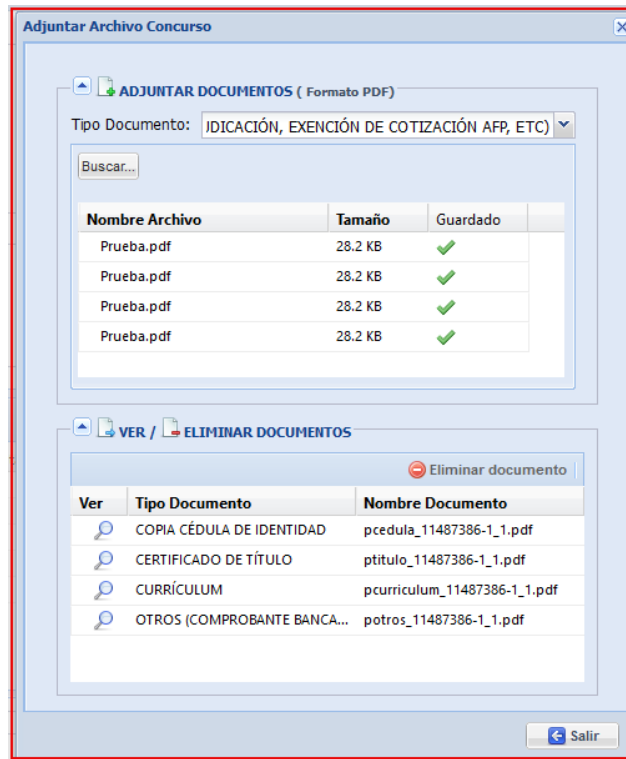 Adjuntar Archivo Concurso
ADJUNTAR DOCUMENTOS ( Formato PDF)
Tipo Documento: JDICACIÓN, EXENCIÓN DE COTIZACIÓN AFP, ETC)
Buscar...
Nombre Archivo Tamaño Guardado
Prueba.pdf 28.2 KB
Prueba.pdf 28.2 KB
Prueba.pdf 28.2 KB
Prueba.pdf 28.2 KB
VER / ELIMINAR DOCUMENTOS
Eliminar documento
Ver Tipo Documento Nombre Documento
COPIA CÉDULA DE IDENTIDAD pcedula_11487386-1_1.pdf
CERTIFICADO DE TÍTULO ptitulo_11487386-1_1.pdf
CURRÍCULUM pcurriculum_11487386-1_1.pdf
OTROS (COMPROBANTE BANCA... potros_11487386-1_1.pdf
Salir